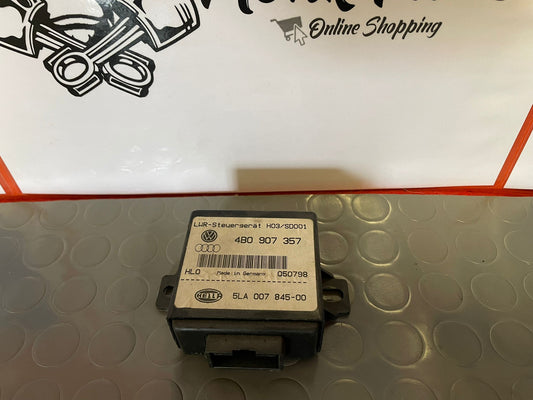 Online Shopping
LWR-Steuergerät H03/SD001
4B0 907 357
HLO Made in Germany 050798
HELLA 5LA 007 845-00